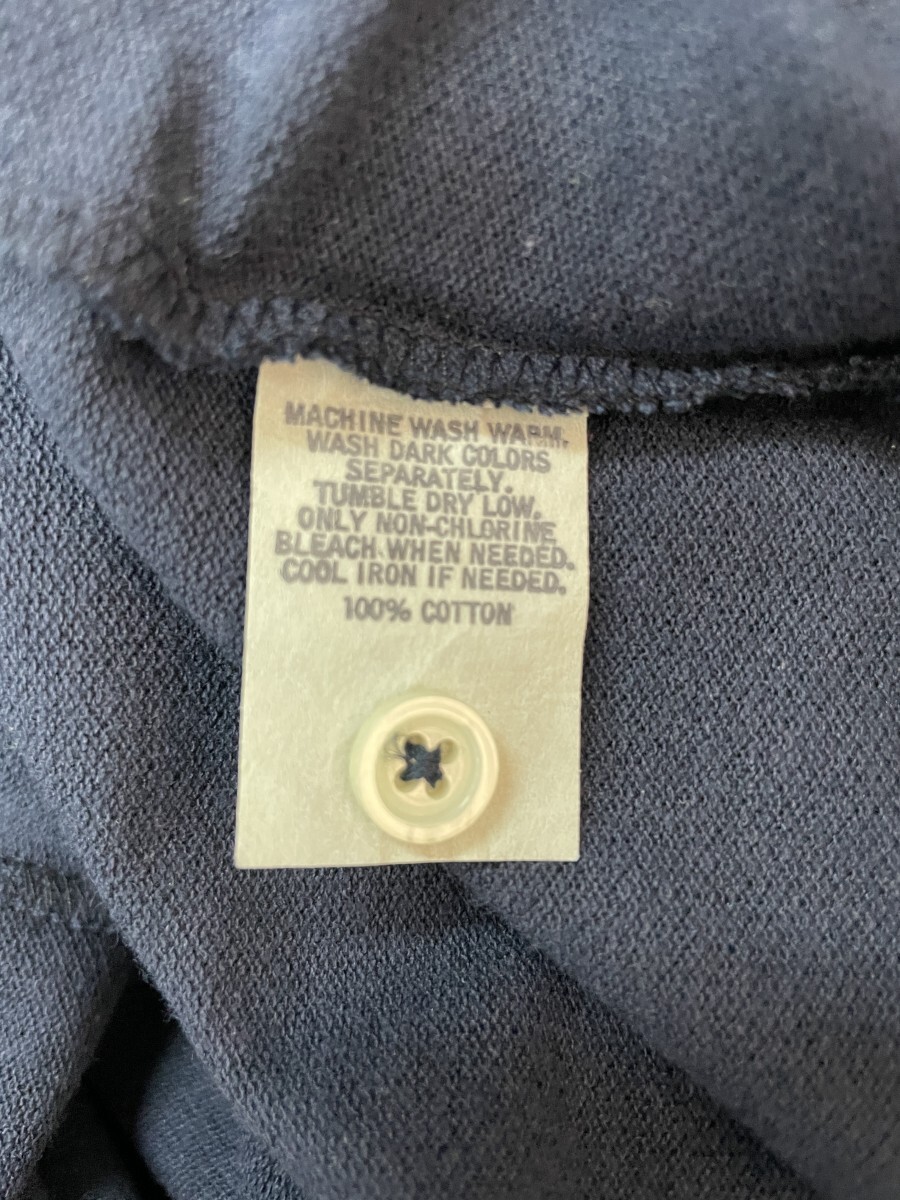 MACHINE WASH WARM.
WASH DARK COLORS
SEPARATELY.
TUMBLE DRY LOW.
ONLY NON-CHLORINE
BLEACH WHEN NEEDED.
COOL IRON IF NEEDED.
100% COTTON